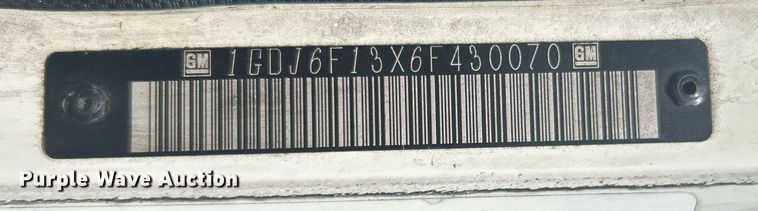 GM 1GDJ6F13X6F430070 GM
Purple Wave Auction